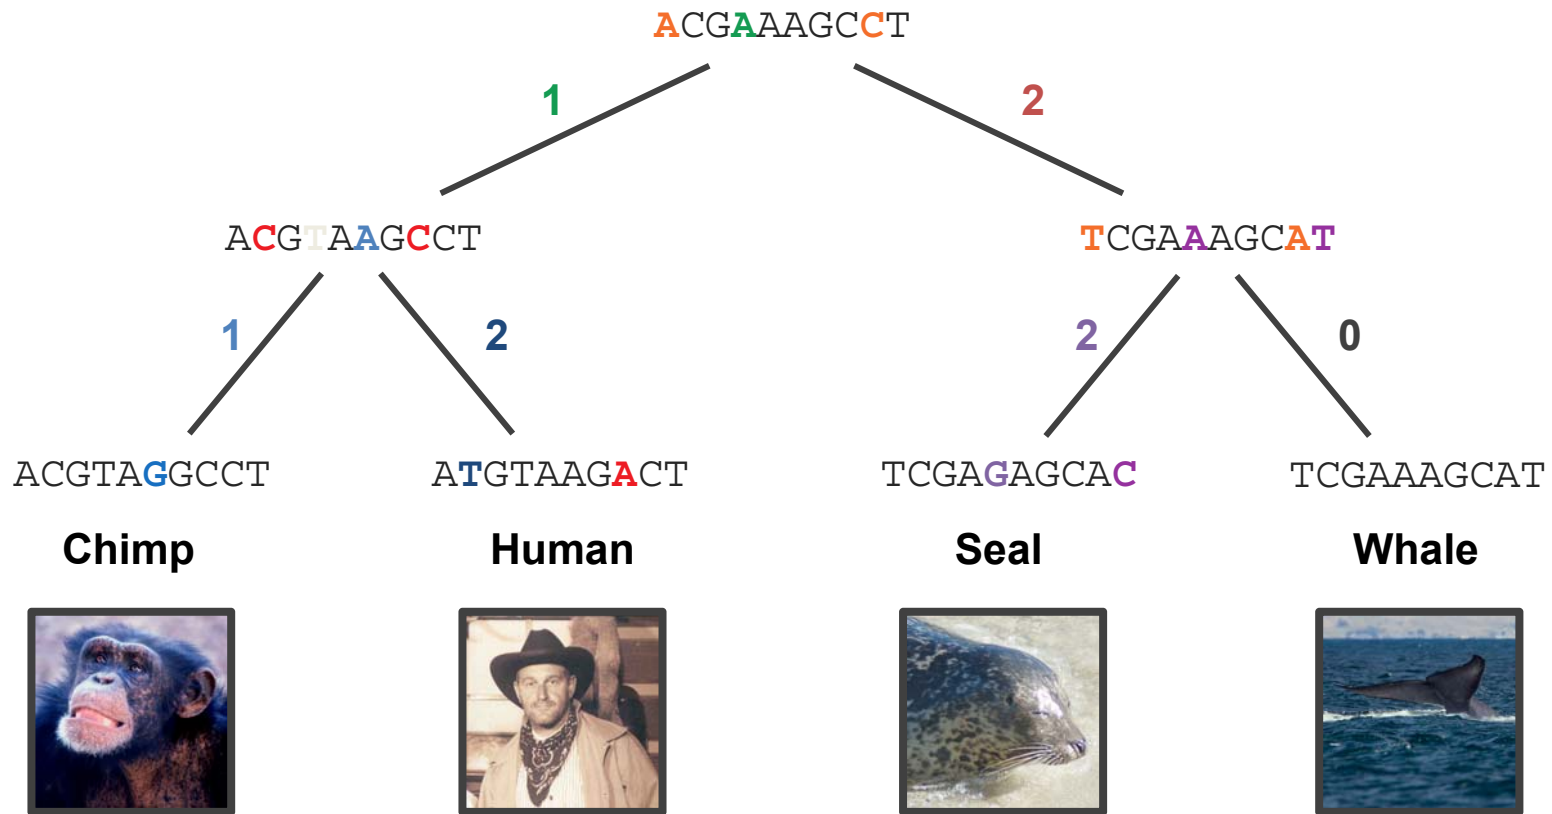 ACGAAAGCCT
1 2
ACGTAAGCCT TCGAAAGCAT
1 2 2 0
ACGTAGGCCT ATGTAAGACT TCGAGAGCAC TCGAAAGCAT
Chimp Human Seal Whale